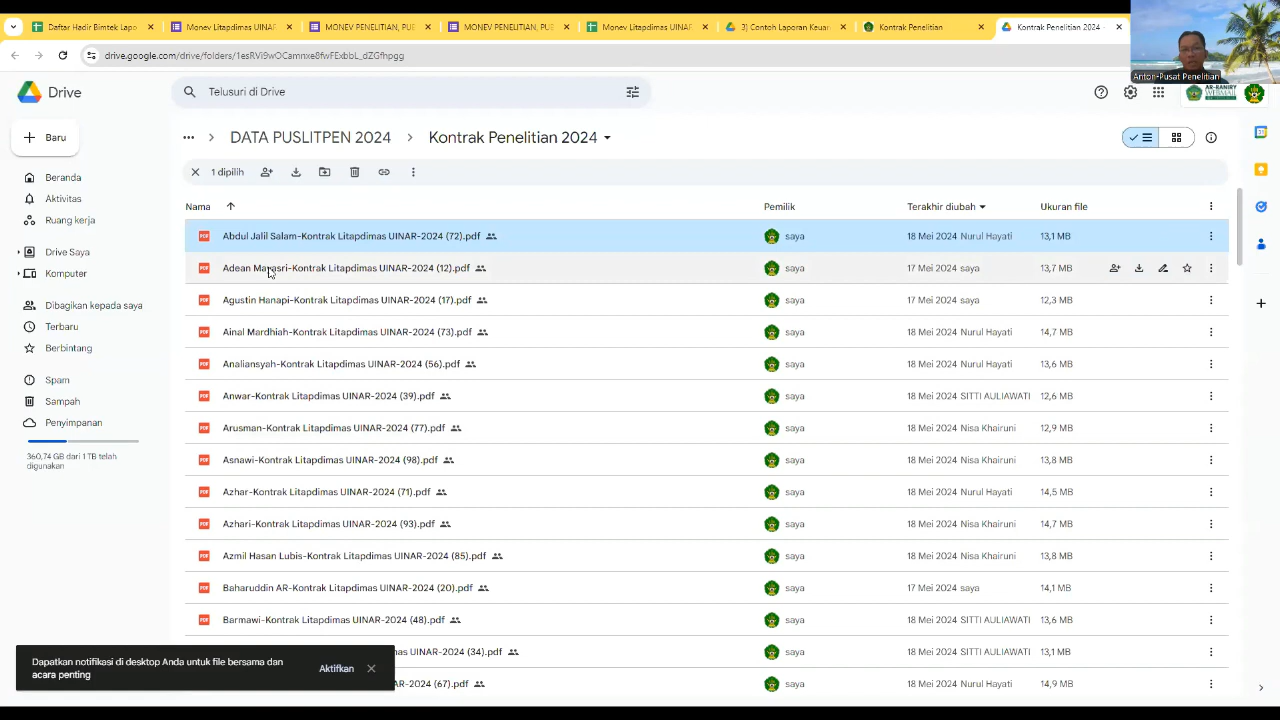 Daftar Hadir Bimtek Lapo
Monev Litapdimas UINAR
MONEV PENELITIAN, PUE
MONEV PENELITIAN, PUE
Monev Litapdimas UINAR
3) Contoh Laporan Keuan
Kontrak Penelitian
Kontrak Penelitian 2024
Anton-Pusat Penelitian
Drive
Telusuri di Drive
AR-RANIRY
WEBMAIL
Baru
DATA PUSLITPEN 2024
Kontrak Penelitian 2024
1 dipilih
Beranda
Aktivitas
Ruang kerja
Drive Saya
Komputer
Dibagikan kepada saya
Terbaru
Berbintang
Spam
Sampah
Penyimpanan
360,74 GB dari 1 TB telah
digunakan
Nama Pemilik Terakhir diubah Ukuran file
Abdul Jalil Salam-Kontrak Litapdimas UINAR-2024 (72).pdf saya 18 Mei 2024 Nurul Hayati 13,1 MB
Adean Mayasri-Kontrak Litapdimas UINAR-2024 (12).pdf saya 17 Mei 2024 saya 13,7 MB
Agustin Hanapi-Kontrak Litapdimas UINAR-2024 (17).pdf saya 17 Mei 2024 saya 12,3 MB
Ainal Mardhiah-Kontrak Litapdimas UINAR-2024 (73).pdf saya 18 Mei 2024 Nurul Hayati 14,7 MB
Analiansyah-Kontrak Litapdimas UINAR-2024 (56).pdf saya 18 Mei 2024 Nurul Hayati 13,6 MB
Anwar-Kontrak Litapdimas UINAR-2024 (39).pdf saya 18 Mei 2024 SITTI AULIAWATI 12,6 MB
Arusman-Kontrak Litapdimas UINAR-2024 (77).pdf saya 18 Mei 2024 Nisa Khairuni 12,9 MB
Asnawi-Kontrak Litapdimas UINAR-2024 (98).pdf saya 18 Mei 2024 Nisa Khairuni 13,8 MB
Azhar-Kontrak Litapdimas UINAR-2024 (71).pdf saya 18 Mei 2024 Nurul Hayati 14,5 MB
Azhari-Kontrak Litapdimas UINAR-2024 (93).pdf saya 18 Mei 2024 Nisa Khairuni 14,7 MB
Azmil Hasan Lubis-Kontrak Litapdimas UINAR-2024 (85).pdf saya 18 Mei 2024 Nisa Khairuni 13,8 MB
Baharuddin AR-Kontrak Litapdimas UINAR-2024 (20).pdf saya 17 Mei 2024 saya 14,1 MB
Barmawi-Kontrak Litapdimas UINAR-2024 (48).pdf saya 18 Mei 2024 SITTI AULIAWATI 13,6 MB
-Kontrak Litapdimas UINAR-2024 (34).pdf saya 18 Mei 2024 SITTI AULIAWATI 13,1 MB
Litapdimas UINAR-2024 (67).pdf saya 18 Mei 2024 Nurul Hayati 14,9 MB
Dapatkan notifikasi di desktop Anda untuk file bersama dan
acara penting
Aktifkan